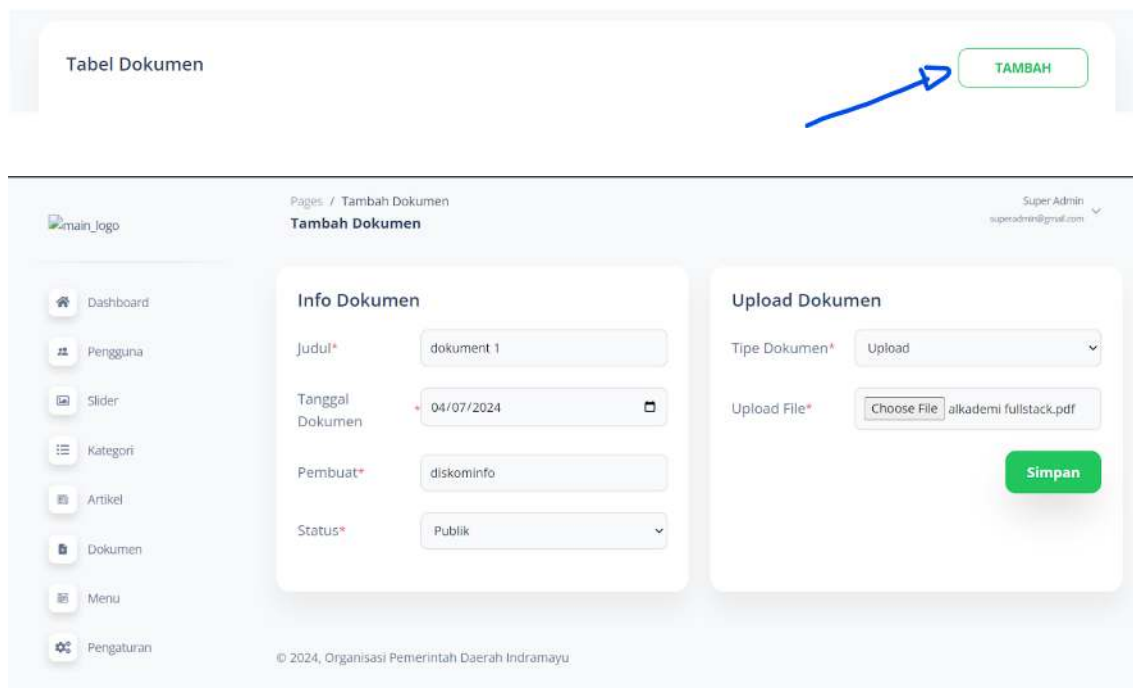 Tabel Dokumen
TAMBAH
main_logo
Pages / Tambah Dokumen
Tambah Dokumen
Super Admin
superadmin@gmail.com
Dashboard
Pengguna
Slider
Kategori
Artikel
Dokumen
Menu
Pengaturan
Info Dokumen
Judul*
dokument 1
Tanggal
Dokumen *
04/07/2024
Pembuat*
diskominfo
Status*
Publik
Upload Dokumen
Tipe Dokumen*
Upload
Upload File*
Choose File alkademi fullstack.pdf
Simpan
© 2024, Organisasi Pemerintah Daerah Indramayu